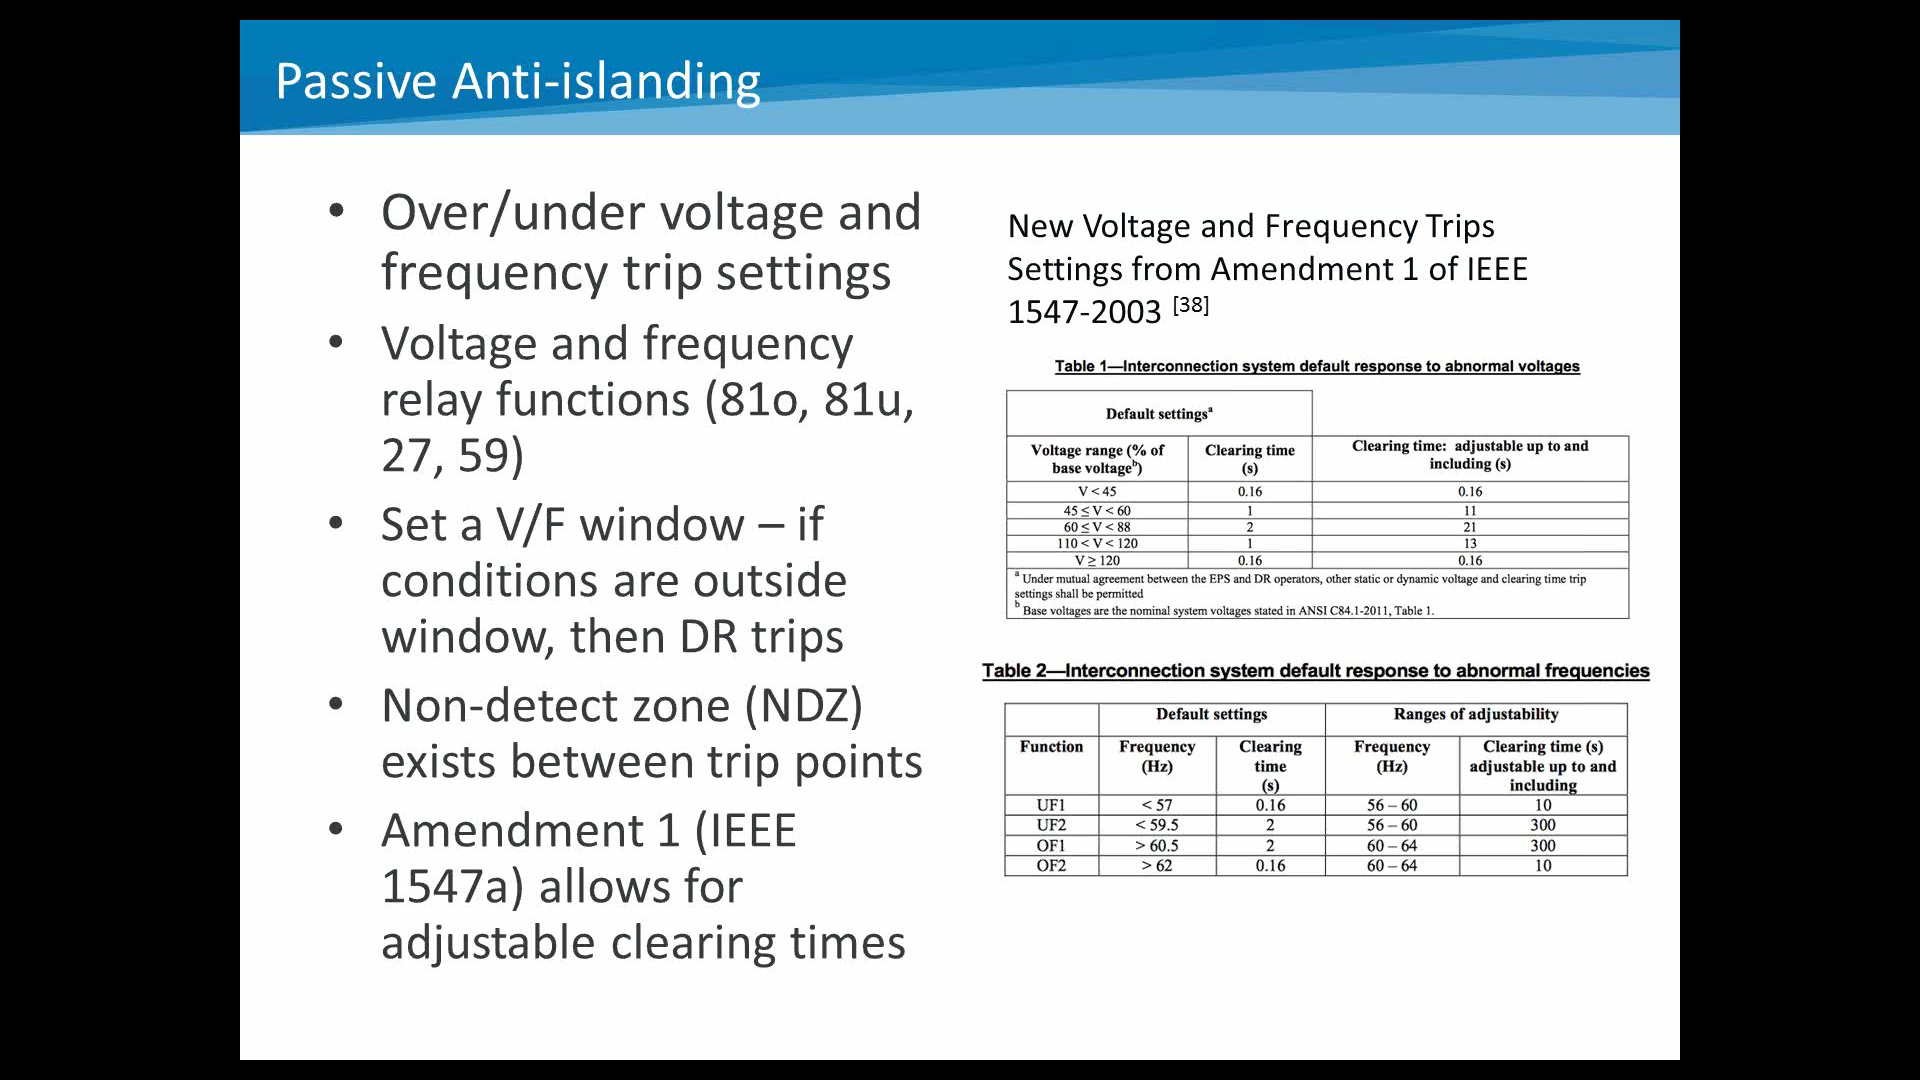 Passive Anti-islanding
• Over/under voltage and
frequency trip settings
• Voltage and frequency
relay functions (81o, 81u,
27, 59)
• Set a V/F window – if
conditions are outside
window, then DR trips
• Non-detect zone (NDZ)
exists between trip points
• Amendment 1 (IEEE
1547a) allows for
adjustable clearing times
New Voltage and Frequency Trips
Settings from Amendment 1 of IEEE
1547-2003 [38]
Table 1—Interconnection system default response to abnormal voltages
Default settingsa
Voltage range (% of
base voltageb)
Clearing time
(s)
Clearing time: adjustable up to and
including (s)
V < 45 0.16 0.16
45 ≤ V < 60 1 11
60 ≤ V < 88 2 21
110 < V < 120 1 13
V ≥ 120 0.16 0.16
a Under mutual agreement between the EPS and DR operators, other static or dynamic voltage and clearing time trip
settings shall be permitted
b Base voltages are the nominal system voltages stated in ANSI C84.1-2011, Table 1.
Table 2—Interconnection system default response to abnormal frequencies
Default settings Ranges of adjustability
Function
Frequency
(Hz)
Clearing
time
(s)
Frequency
(Hz)
Clearing time (s)
adjustable up to and
including
UF1 < 57 0.16 56 – 60 10
UF2 < 59.5 2 56 – 60 300
OF1 > 60.5 2 60 – 64 300
OF2 > 62 0.16 60 – 64 10